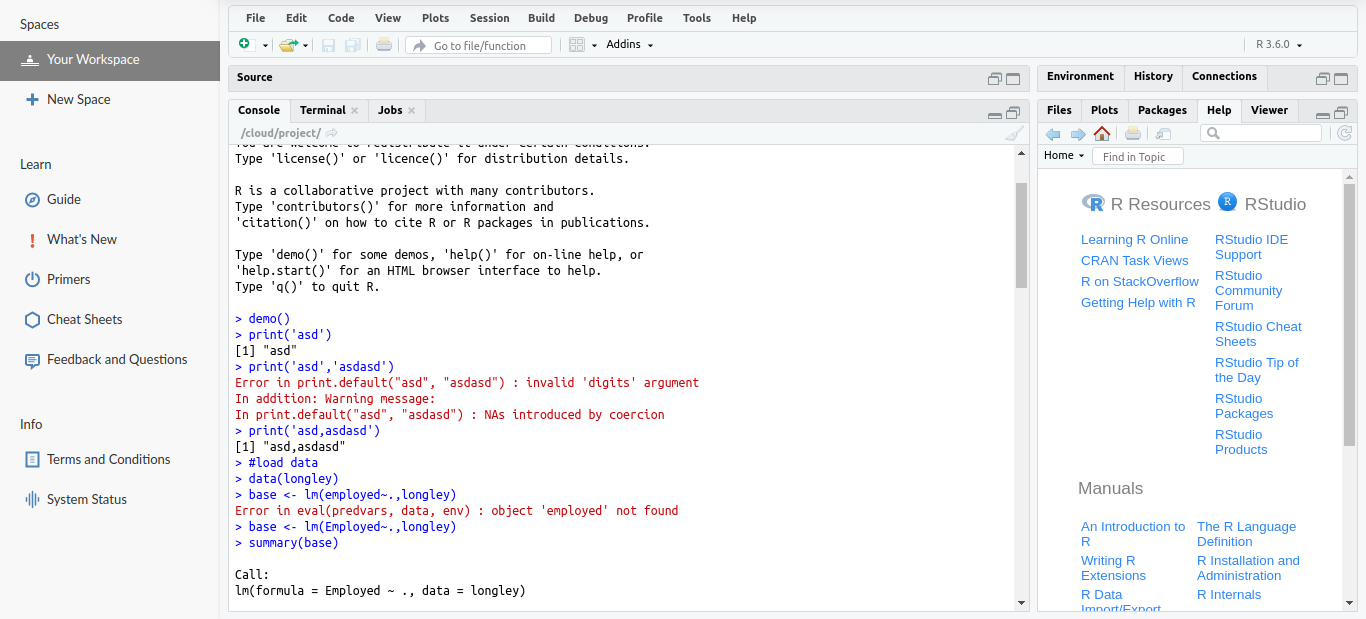 Spaces
Your Workspace
New Space
Learn
Guide
What's New
Primers
Cheat Sheets
Feedback and Questions
Info
Terms and Conditions
System Status
File Edit Code View Plots Session Build Debug Profile Tools Help
Go to file/function Addins R 3.6.0
Source
Console Terminal Jobs
/cloud/project/
You are welcome to redistribute it under certain conditions.
Type 'license()' or 'licence()' for distribution details.
R is a collaborative project with many contributors.
Type 'contributors()' for more information and
'citation()' on how to cite R or R packages in publications.
Type 'demo()' for some demos, 'help()' for on-line help, or
'help.start()' for an HTML browser interface to help.
Type 'q()' to quit R.
> demo()
> print('asd')
[1] "asd"
> print('asd','asdasd')
Error in print.default("asd", "asdasd") : invalid 'digits' argument
In addition: Warning message:
In print.default("asd", "asdasd") : NAs introduced by coercion
> print('asd,asdasd')
[1] "asd,asdasd"
> #load data
> data(longley)
> base <- lm(employed~.,longley)
Error in eval(predvars, data, env) : object 'employed' not found
> base <- lm(Employed~.,longley)
> summary(base)
Call:
lm(formula = Employed ~ ., data = longley)
Environment History Connections
Files Plots Packages Help Viewer
Home Find in Topic
R Resources
Learning R Online
CRAN Task Views
R on StackOverflow
Getting Help with R
R RStudio
RStudio IDE
Support
RStudio
Community
Forum
RStudio Cheat
Sheets
RStudio Tip of
the Day
RStudio
Packages
RStudio
Products
Manuals
An Introduction to
R
Writing R
Extensions
R Data
Import/Export
The R Language
Definition
R Installation and
Administration
R Internals